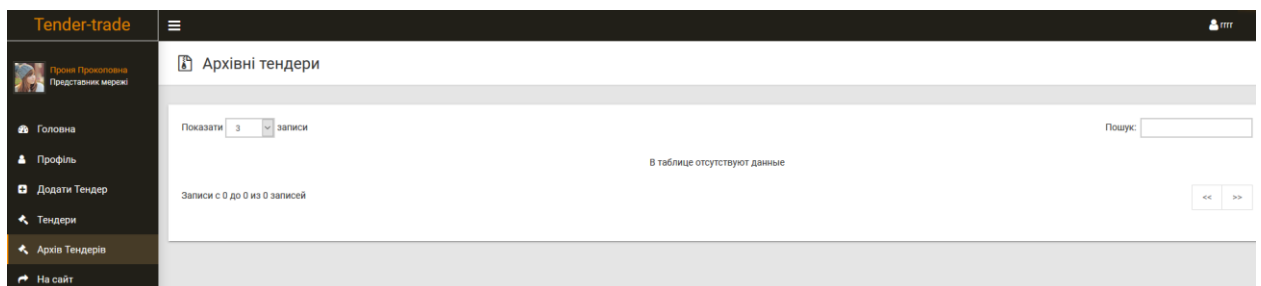 Tender-trade
rrrr
Проня Прокоповна
Представник мережі
Архівні тендери
Головна
Профіль
Додати Тендер
Тендери
Архів Тендерів
На сайт
Показати 3 записи
Пошук:
В таблице отсутствуют данные
Записи с 0 до 0 из 0 записей
<< >>